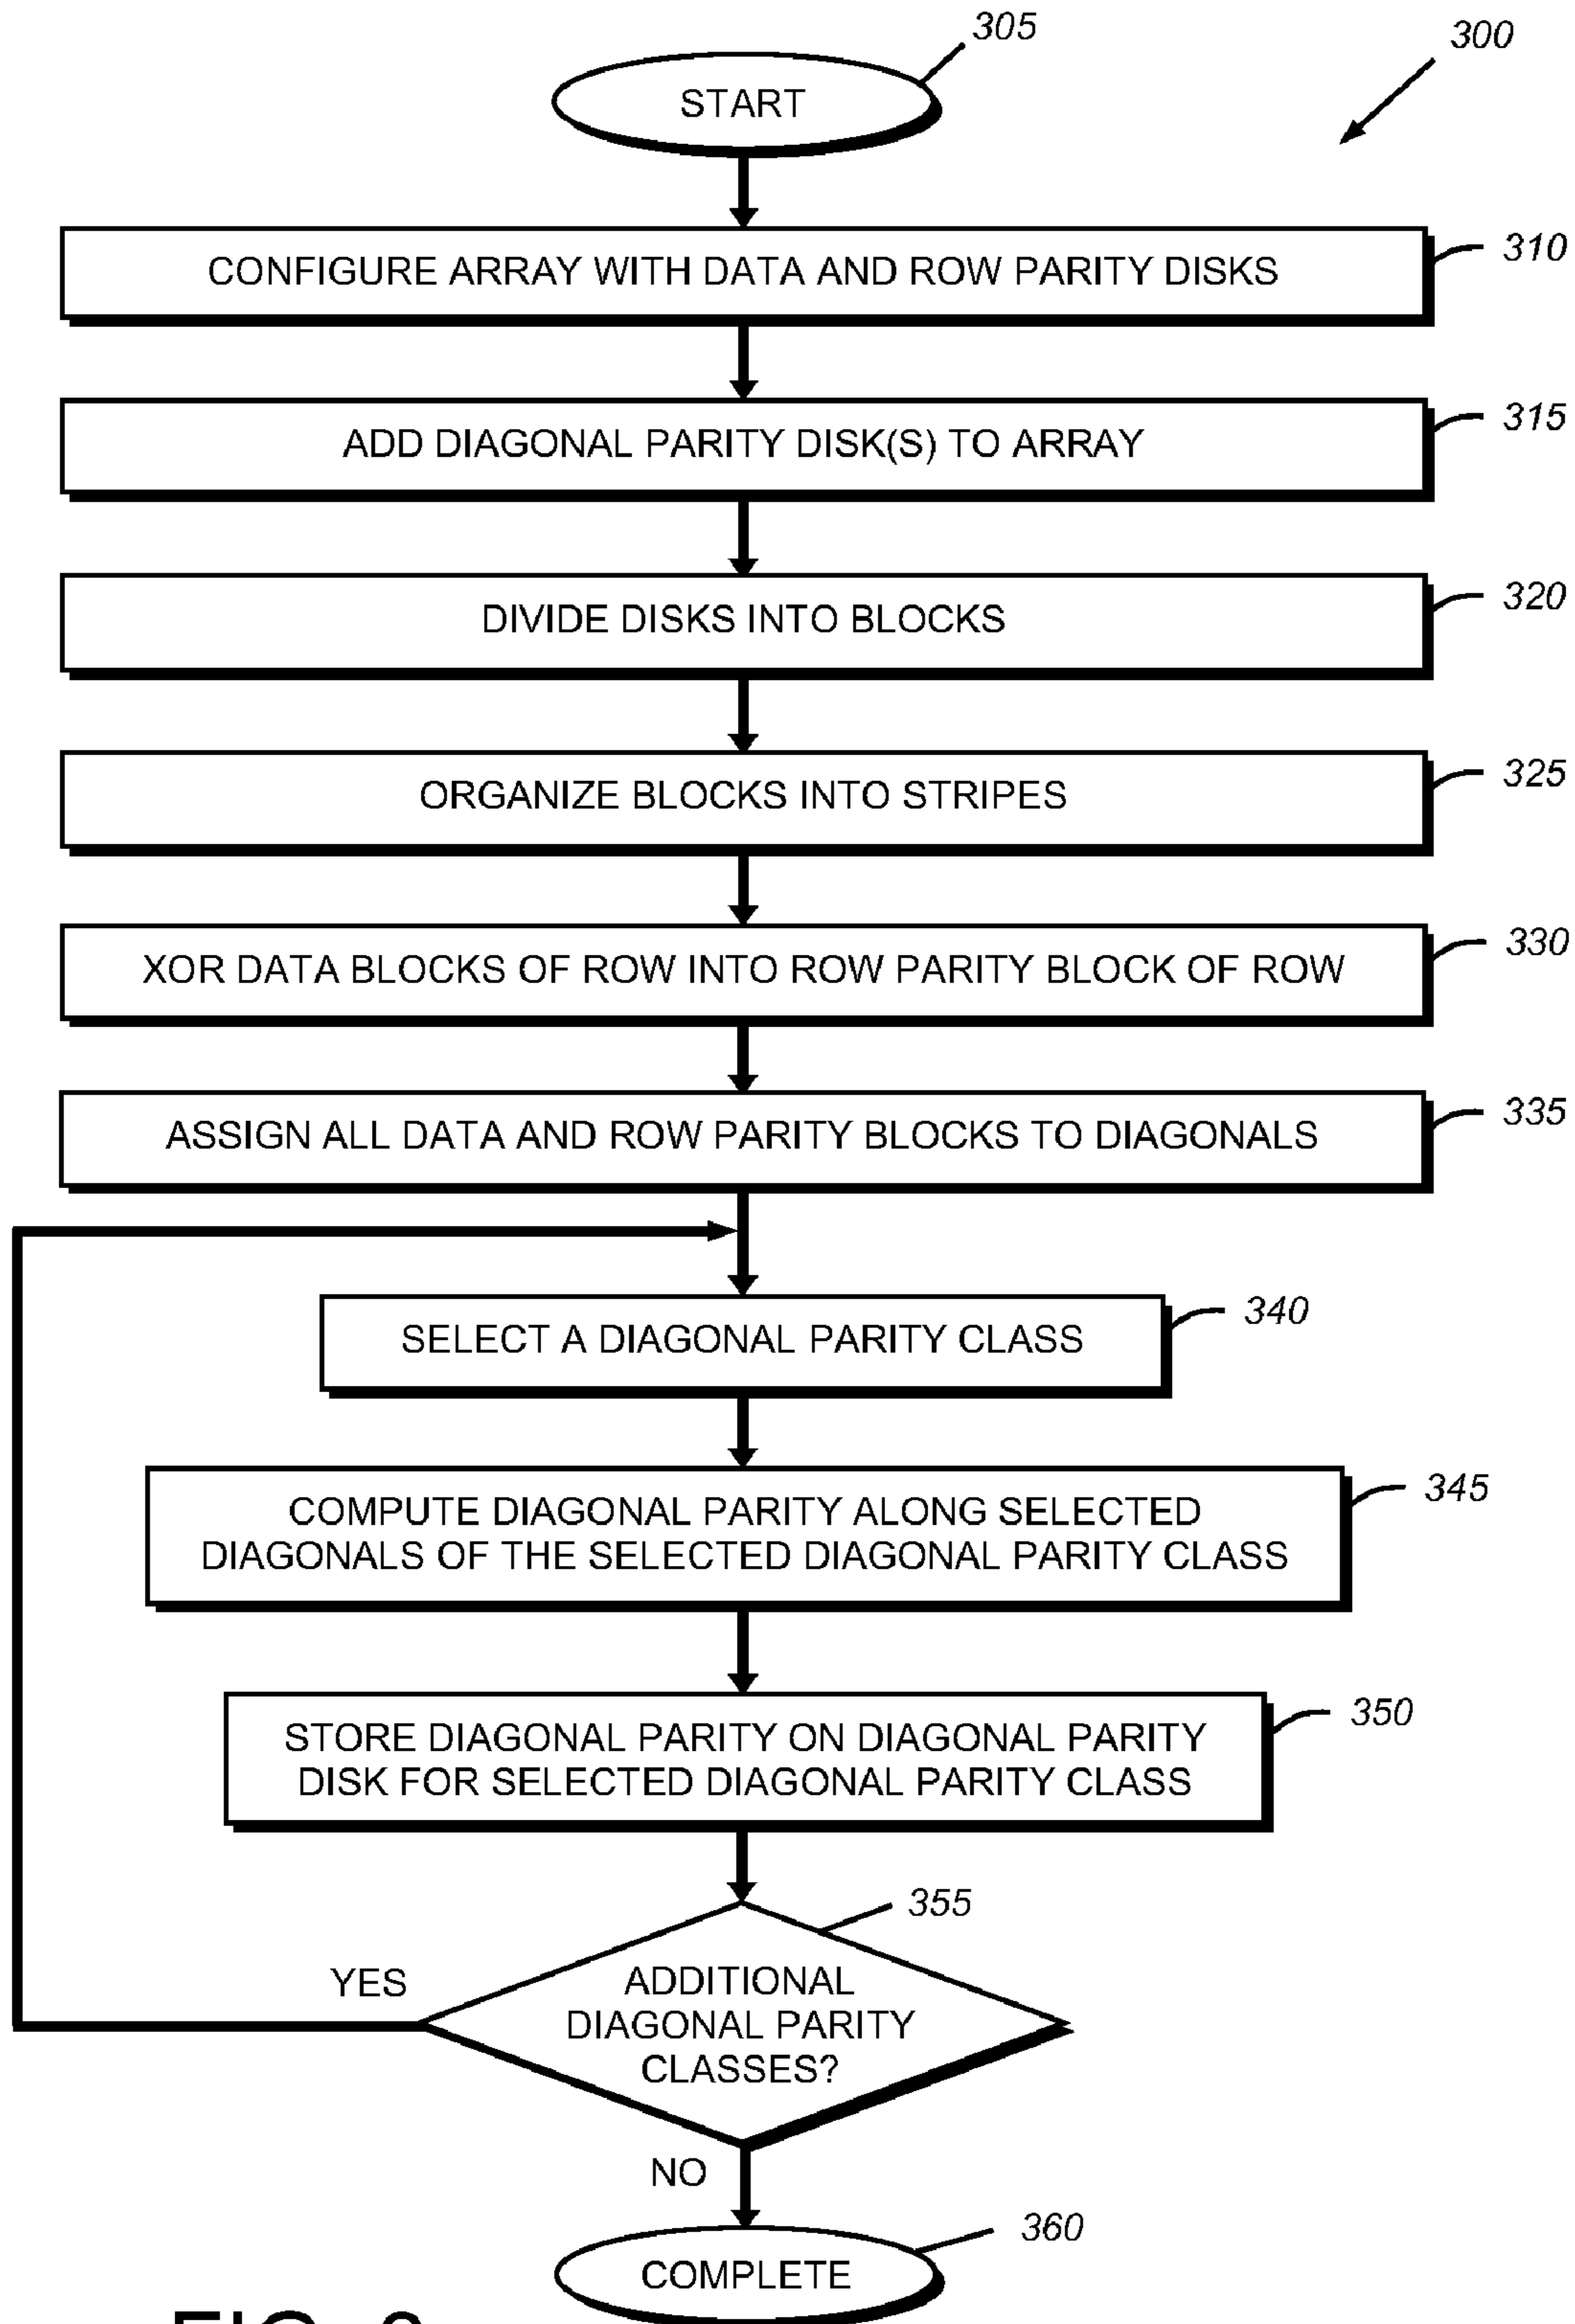 305
300
START
CONFIGURE ARRAY WITH DATA AND ROW PARITY DISKS
310
ADD DIAGONAL PARITY DISK(S) TO ARRAY
315
DIVIDE DISKS INTO BLOCKS
320
ORGANIZE BLOCKS INTO STRIPES
325
XOR DATA BLOCKS OF ROW INTO ROW PARITY BLOCK OF ROW
330
ASSIGN ALL DATA AND ROW PARITY BLOCKS TO DIAGONALS
335
SELECT A DIAGONAL PARITY CLASS
340
COMPUTE DIAGONAL PARITY ALONG SELECTED
DIAGONALS OF THE SELECTED DIAGONAL PARITY CLASS
345
STORE DIAGONAL PARITY ON DIAGONAL PARITY
DISK FOR SELECTED DIAGONAL PARITY CLASS
350
355
YES
ADDITIONAL
DIAGONAL PARITY
CLASSES?
NO
360
COMPLETE